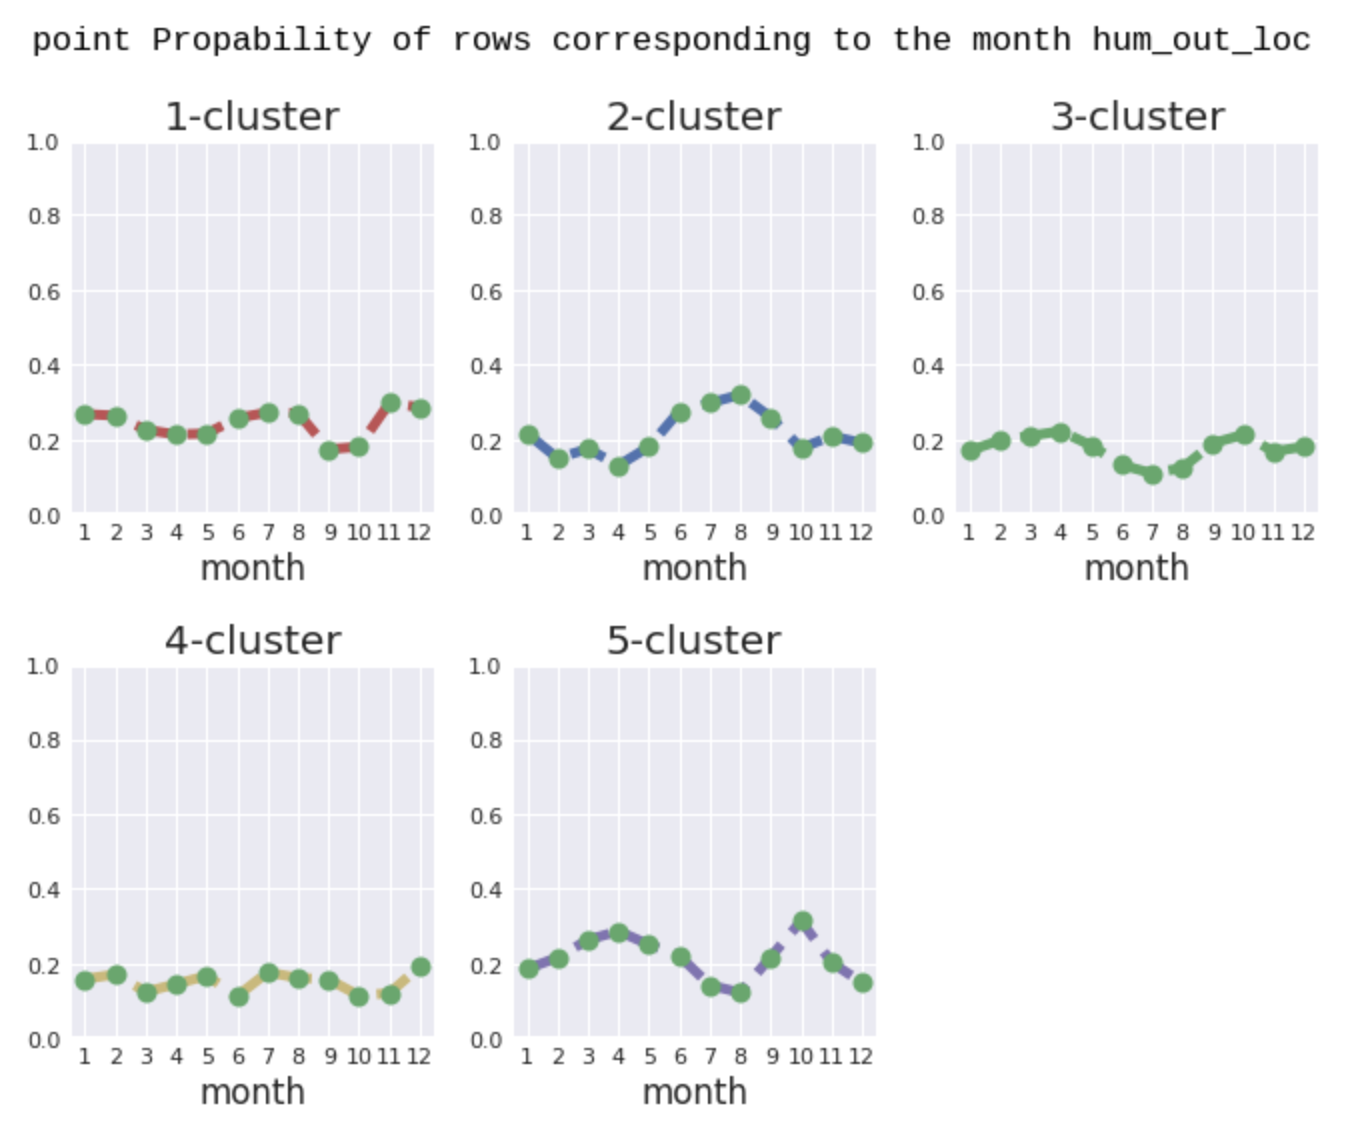 point Propability of rows corresponding to the month hum_out_loc
1-cluster
1.0
0.8
0.6
0.4
0.2
0.0
1 2 3 4 5 6 7 8 9 10 11 12
month
2-cluster
1.0
0.8
0.6
0.4
0.2
0.0
1 2 3 4 5 6 7 8 9 10 11 12
month
3-cluster
1.0
0.8
0.6
0.4
0.2
0.0
1 2 3 4 5 6 7 8 9 10 11 12
month
4-cluster
1.0
0.8
0.6
0.4
0.2
0.0
1 2 3 4 5 6 7 8 9 10 11 12
month
5-cluster
1.0
0.8
0.6
0.4
0.2
0.0
1 2 3 4 5 6 7 8 9 10 11 12
month